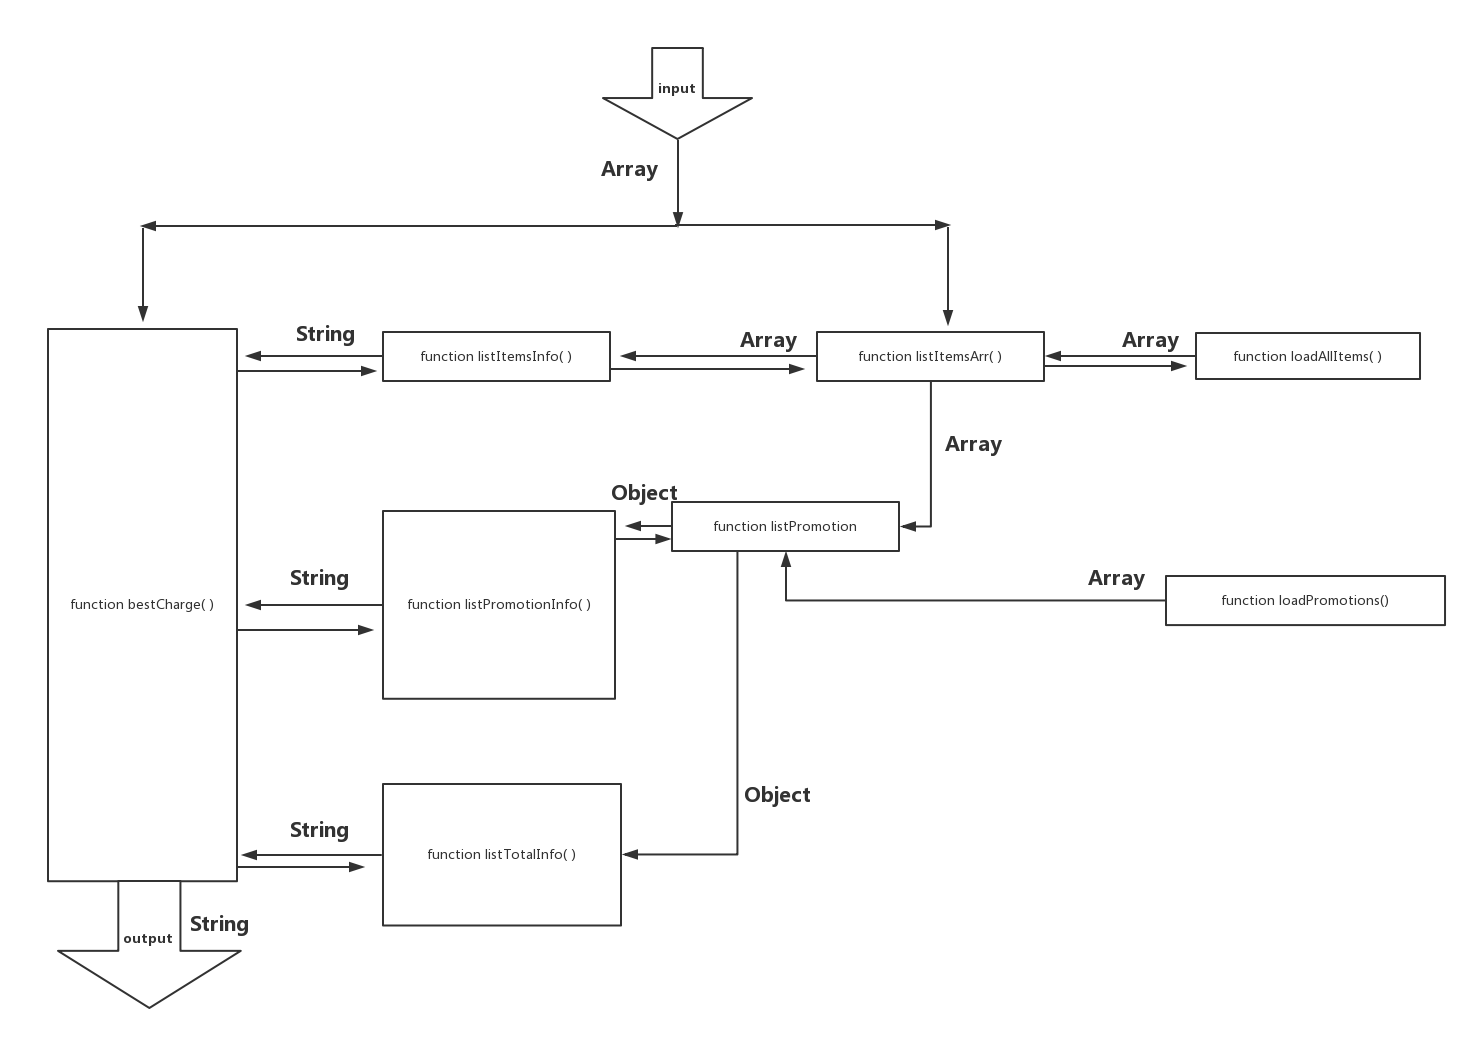 input
Array
String
Array
Array
function listItemsInfo( )
function listItemsArr( )
function loadAllItems( )
Array
Object
function listPromotion
String
Array
function bestCharge( )
function listPromotionInfo( )
function loadPromotions()
Object
String
function listTotalInfo( )
String
output